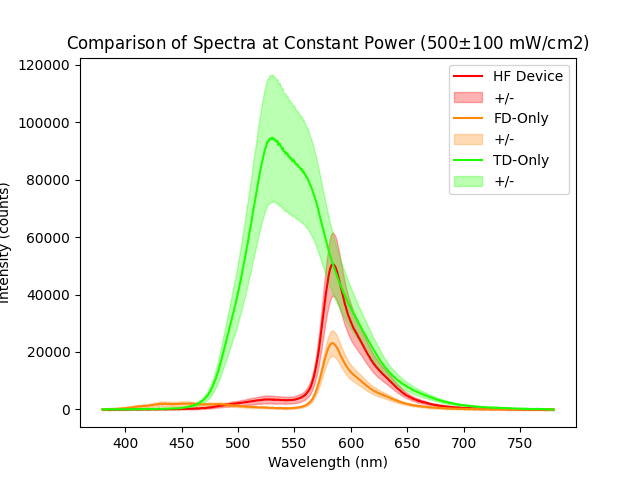 Comparison of Spectra at Constant Power (500±100 mW/cm2)
120000
100000
80000
60000
40000
20000
0
Intensity (counts)
HF Device
+/-
FD-Only
+/-
TD-Only
+/-
400 450 500 550 600 650 700 750
Wavelength (nm)